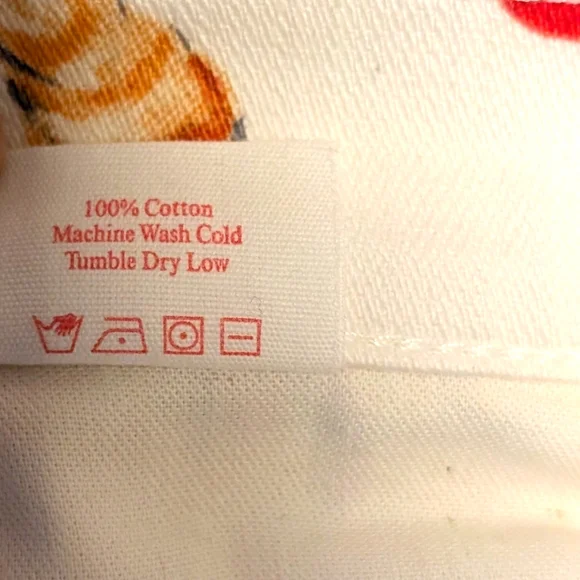 100% Cotton
Machine Wash Cold
Tumble Dry Low